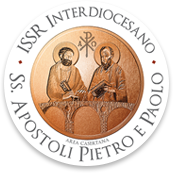 ISSR INTERDIOCESANO
SS. APOSTOLI PIETRO E PAOLO
AREA CASERTANA